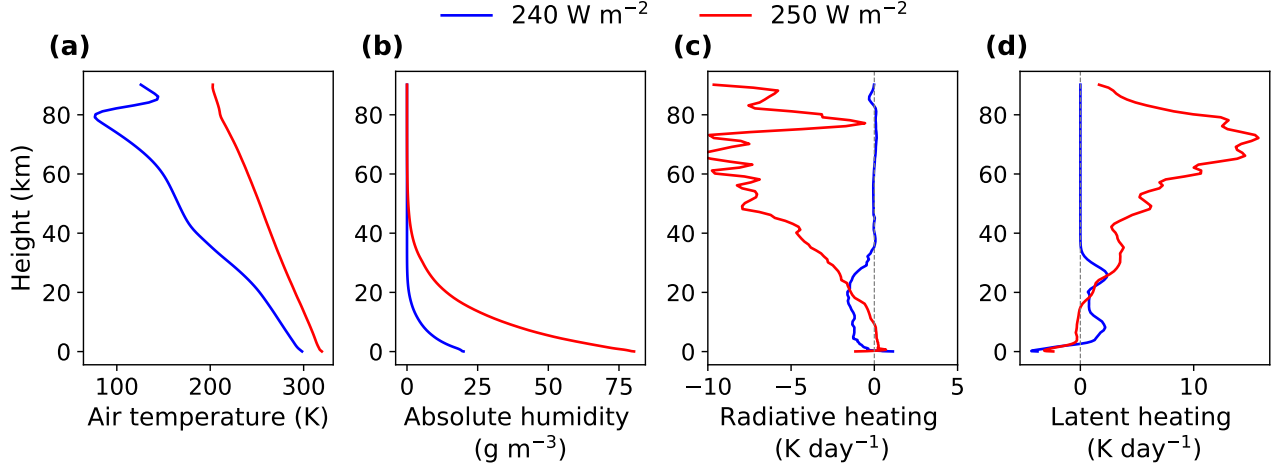 240 W m⁻² 250 W m⁻²
(a) (b) (c) (d)
Height (km)
80
60
40
20
0
100 200 300
Air temperature (K)
80
60
40
20
0
0 25 50 75
Absolute humidity
(g m⁻³)
80
60
40
20
0
−10 −5 0 5
Radiative heating
(K day⁻¹)
80
60
40
20
0
0 10
Latent heating
(K day⁻¹)